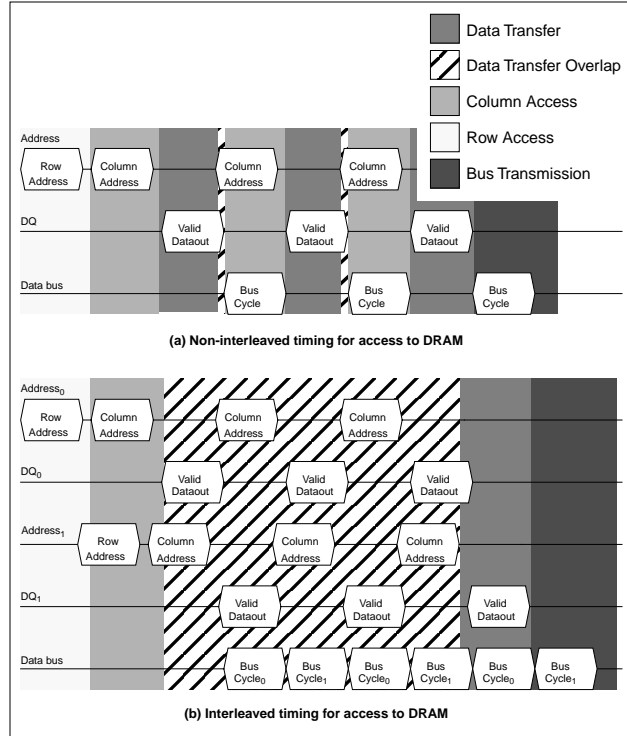 Data Transfer
Data Transfer Overlap
Column Access
Row Access
Bus Transmission
Address
Row
Address
Column
Address
Column
Address
Column
Address
DQ
Valid
Dataout
Valid
Dataout
Valid
Dataout
Data bus
Bus
Cycle
Bus
Cycle
Bus
Cycle
(a) Non-interleaved timing for access to DRAM
Address0
Row
Address
Column
Address
Column
Address
Column
Address
DQ0
Valid
Dataout
Valid
Dataout
Valid
Dataout
Address1
Row
Address
Column
Address
Column
Address
Column
Address
DQ1
Valid
Dataout
Valid
Dataout
Valid
Dataout
Data bus
Bus
Cycle0
Bus
Cycle1
Bus
Cycle0
Bus
Cycle1
Bus
Cycle0
Bus
Cycle1
(b) Interleaved timing for access to DRAM